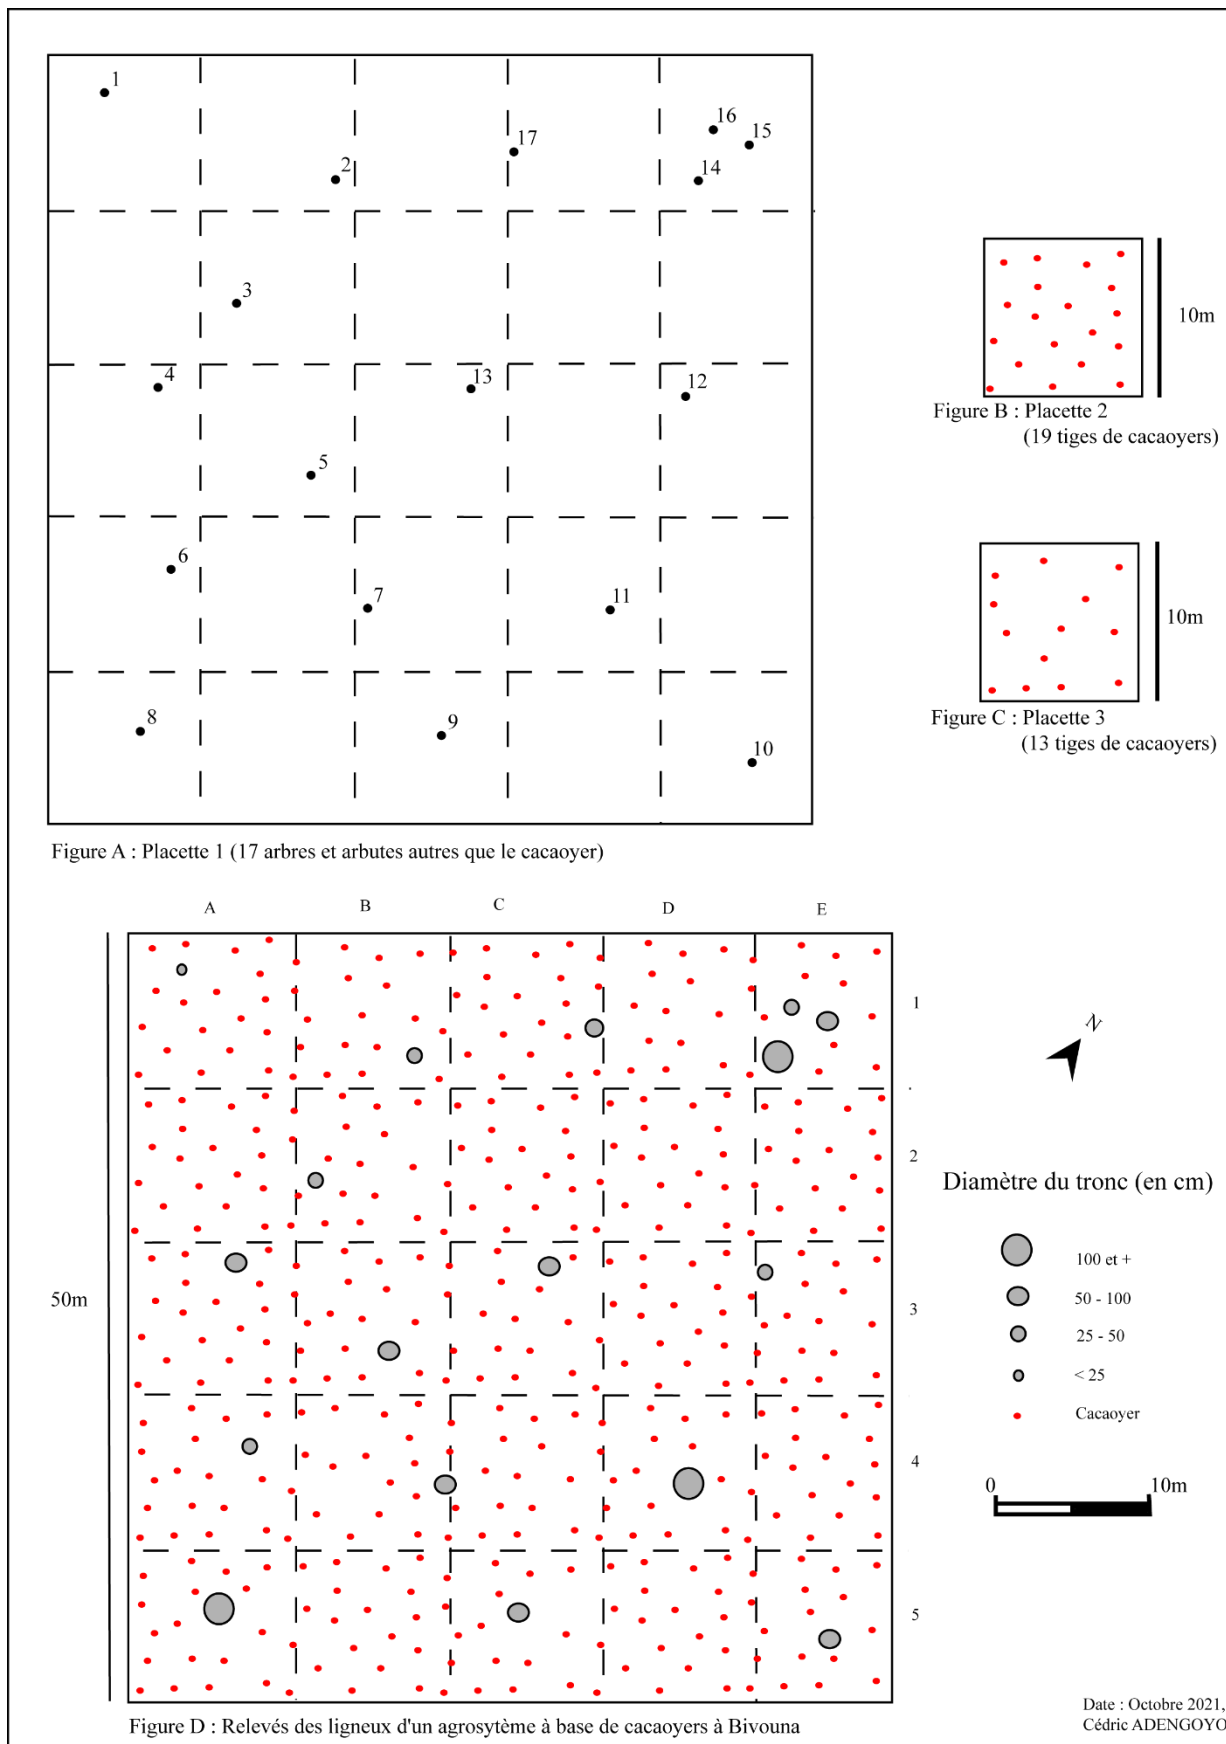 1
16
17
15
2
14
3
4
13
12
5
6
7
11
8
9
10
Figure A : Placette 1 (17 arbres et arbutes autres que le cacaoyer)
10m
Figure B : Placette 2
(19 tiges de cacaoyers)
10m
Figure C : Placette 3
(13 tiges de cacaoyers)
A B C D E
1
2
3
4
5
50m
N
Diamètre du tronc (en cm)
100 et +
50 - 100
25 - 50
< 25
Cacaoyer
0 10m
Figure D : Relevés des ligneux d'un agrosytème à base de cacaoyers à Bivouna
Date : Octobre 2021,
Cédric ADENGOYO